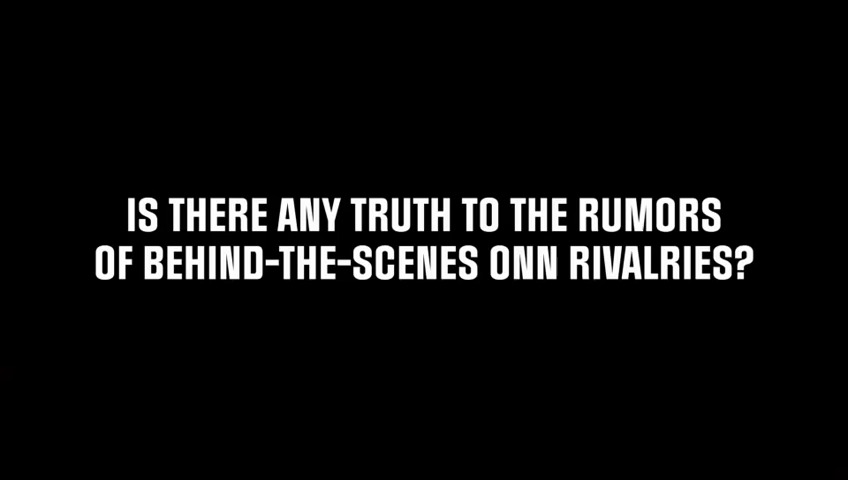 IS THERE ANY TRUTH TO THE RUMORS
OF BEHIND-THE-SCENES ONN RIVALRIES?